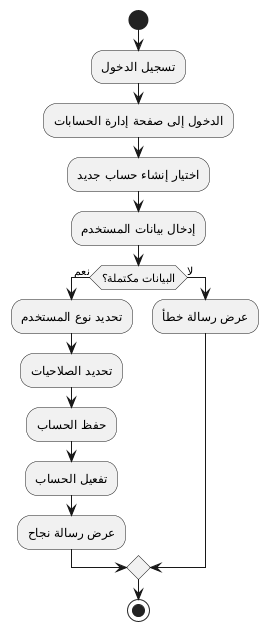 تسجيل الدخول
الدخول إلى صفحة إدارة الحسابات
اختيار إنشاء حساب جديد
إدخال بيانات المستخدم
البيانات مكتملة؟
نعم
لا
تحديد نوع المستخدم
عرض رسالة خطأ
تحديد الصلاحيات
حفظ الحساب
تفعيل الحساب
عرض رسالة نجاح